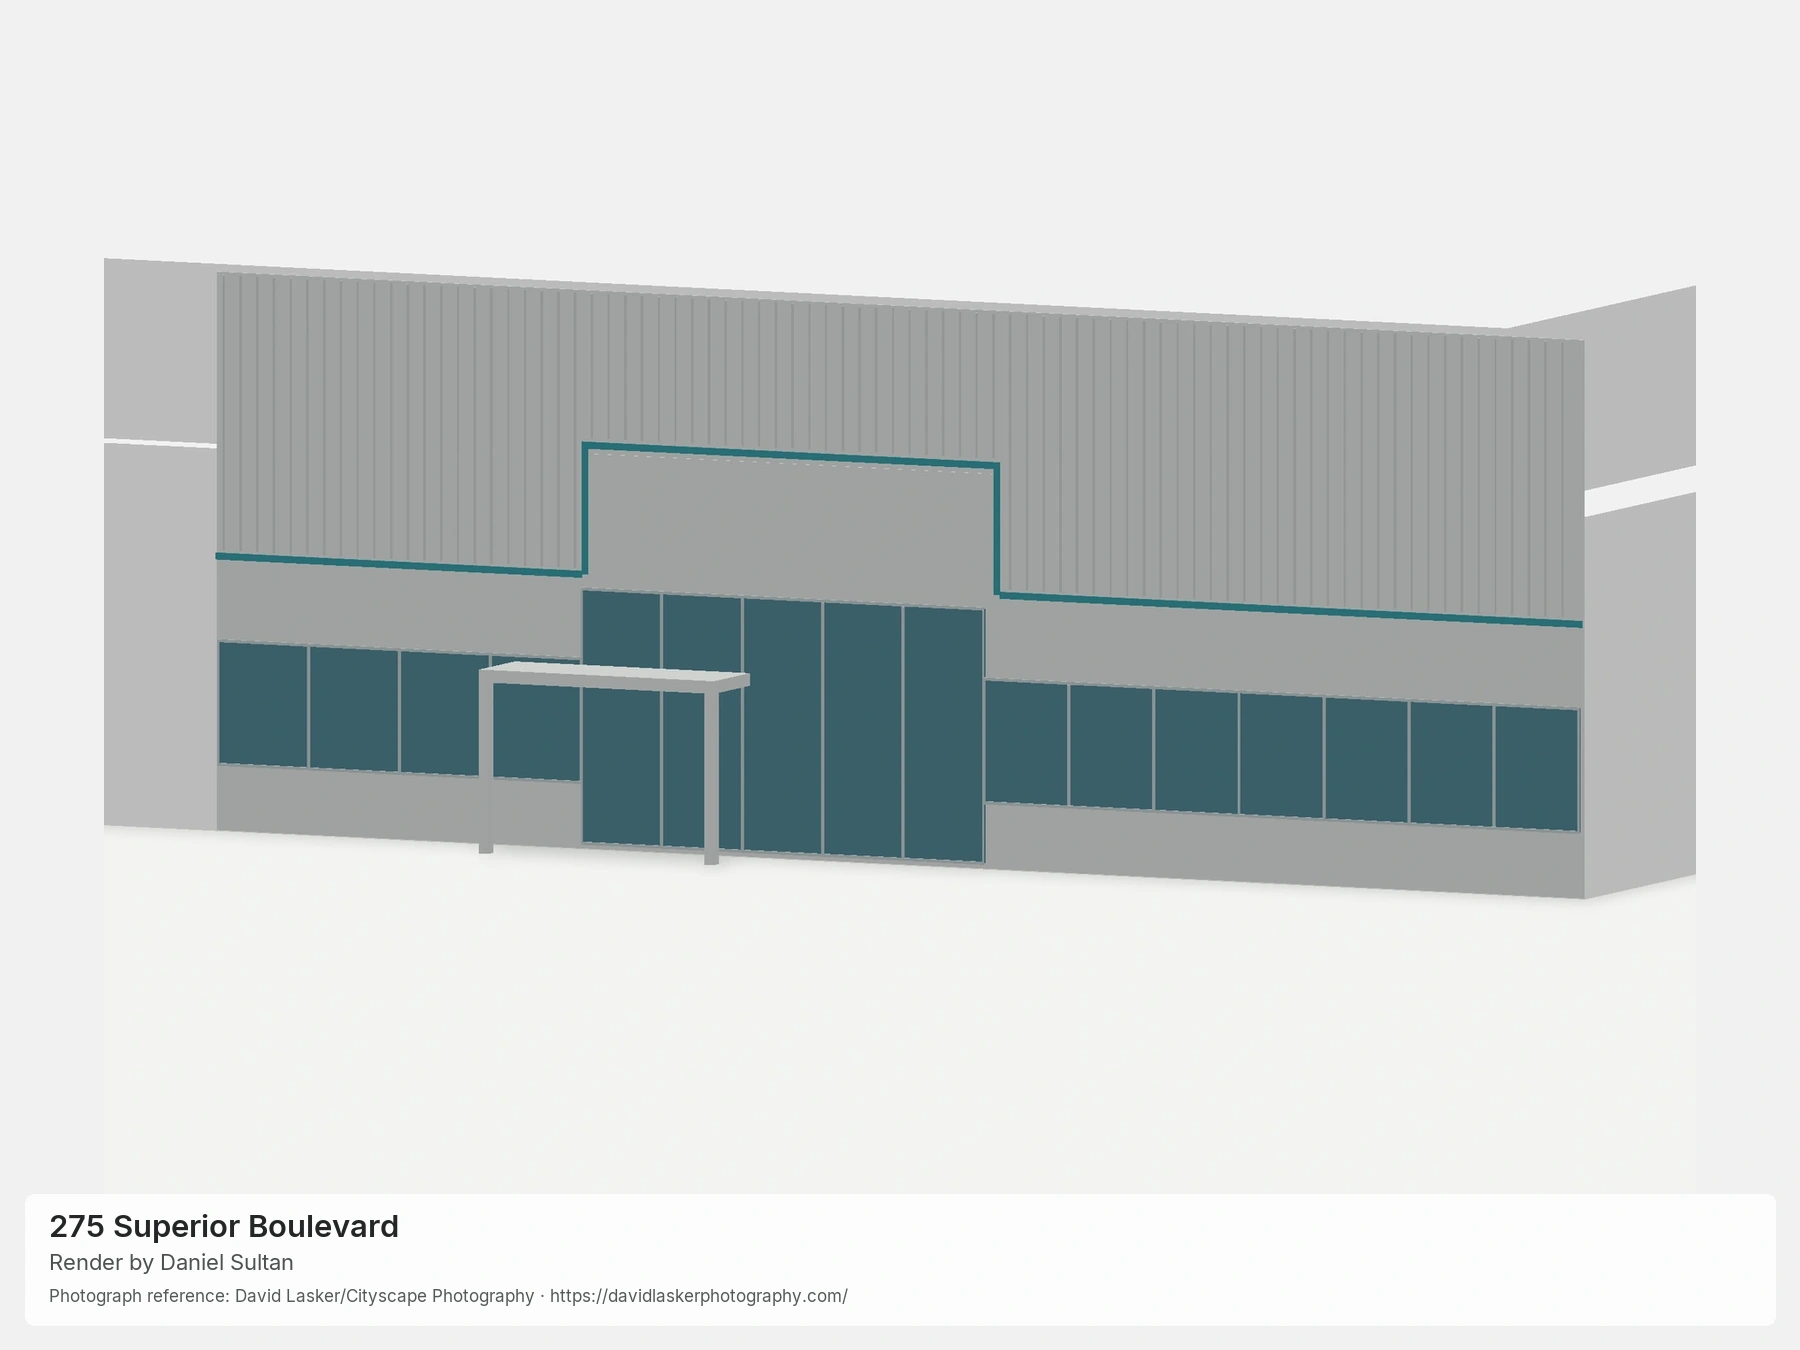 275 Superior Boulevard
Render by Daniel Sultan
Photograph reference: David Lasker/Cityscape Photography · https://davidlaskerphotography.com/